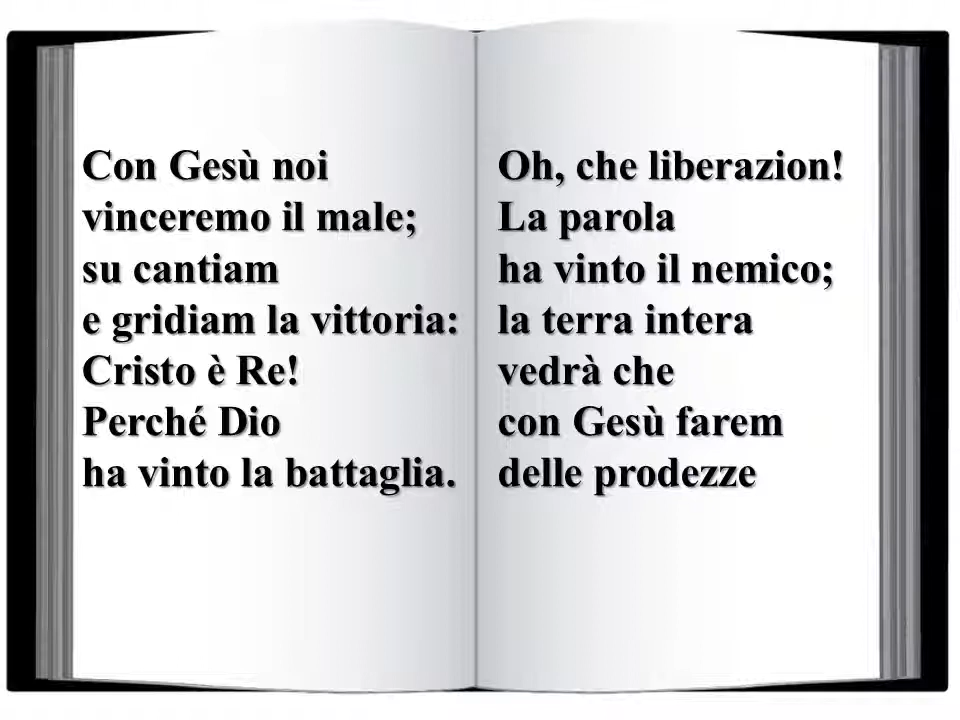 Con Gesù noi
vinceremo il male;
su cantiam
e gridiam la vittoria:
Cristo è Re!
Perché Dio
ha vinto la battaglia.
Oh, che liberazion!
La parola
ha vinto il nemico;
la terra intera
vedrà che
con Gesù farem
delle prodezze